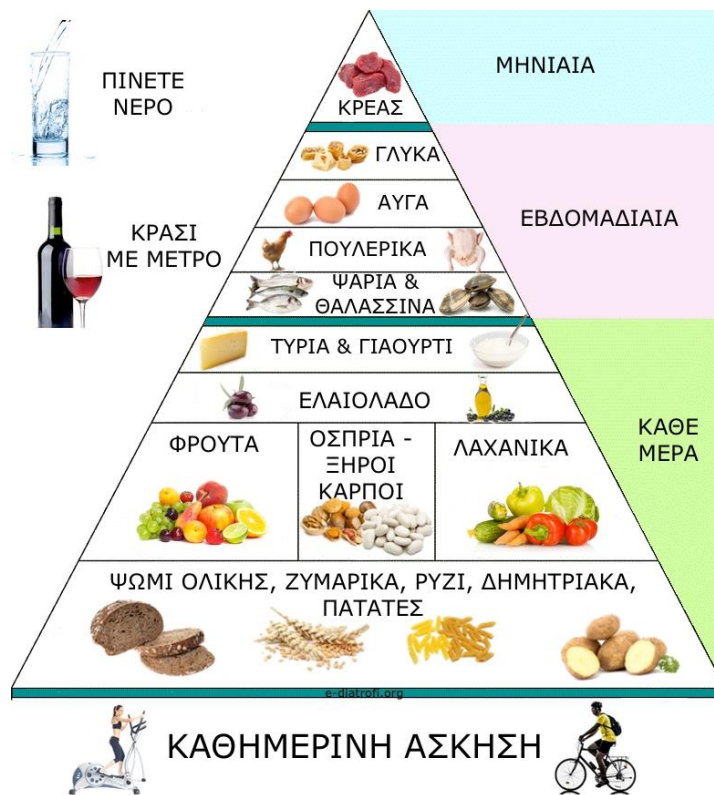 ΠΙΝΕΤΕ
ΝΕΡΟ
ΚΡΑΣΙ
ΜΕ ΜΕΤΡΟ
ΚΡΕΑΣ
ΜΗΝΙΑΙΑ
ΓΛΥΚΑ
ΑΥΓΑ
ΠΟΥΛΕΡΙΚΑ
ΨΑΡΙΑ &
ΘΑΛΑΣΣΙΝΑ
ΕΒΔΟΜΑΔΙΑΙΑ
ΤΥΡΙΑ & ΓΙΑΟΥΡΤΙ
ΕΛΑΙΟΛΑΔΟ
ΦΡΟΥΤΑ
ΟΣΠΡΙΑ -
ΞΗΡΟΙ
ΚΑΡΠΟΙ
ΛΑΧΑΝΙΚΑ
ΚΑΘΕ
ΜΕΡΑ
ΨΩΜΙ ΟΛΙΚΗΣ, ΖΥΜΑΡΙΚΑ, ΡΥΖΙ, ΔΗΜΗΤΡΙΑΚΑ,
ΠΑΤΑΤΕΣ
e-diatrofi.org
ΚΑΘΗΜΕΡΙΝΗ ΑΣΚΗΣΗ